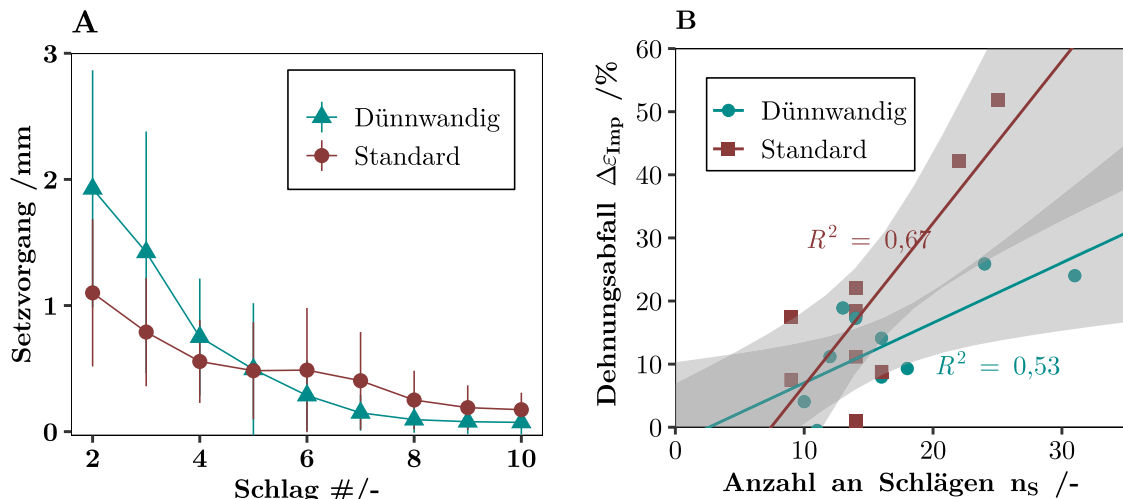 A
Setzvorgang /mm
3
2
1
0
Dünnwandig
Standard
2 4 6 8 10
Schlag #/-
B
Dehnungsabfall Δε_Imp /%
60
50
40
30
20
10
0
Dünnwandig
Standard
R² = 0,67
R² = 0,53
0 10 20 30
Anzahl an Schlägen n_S /-